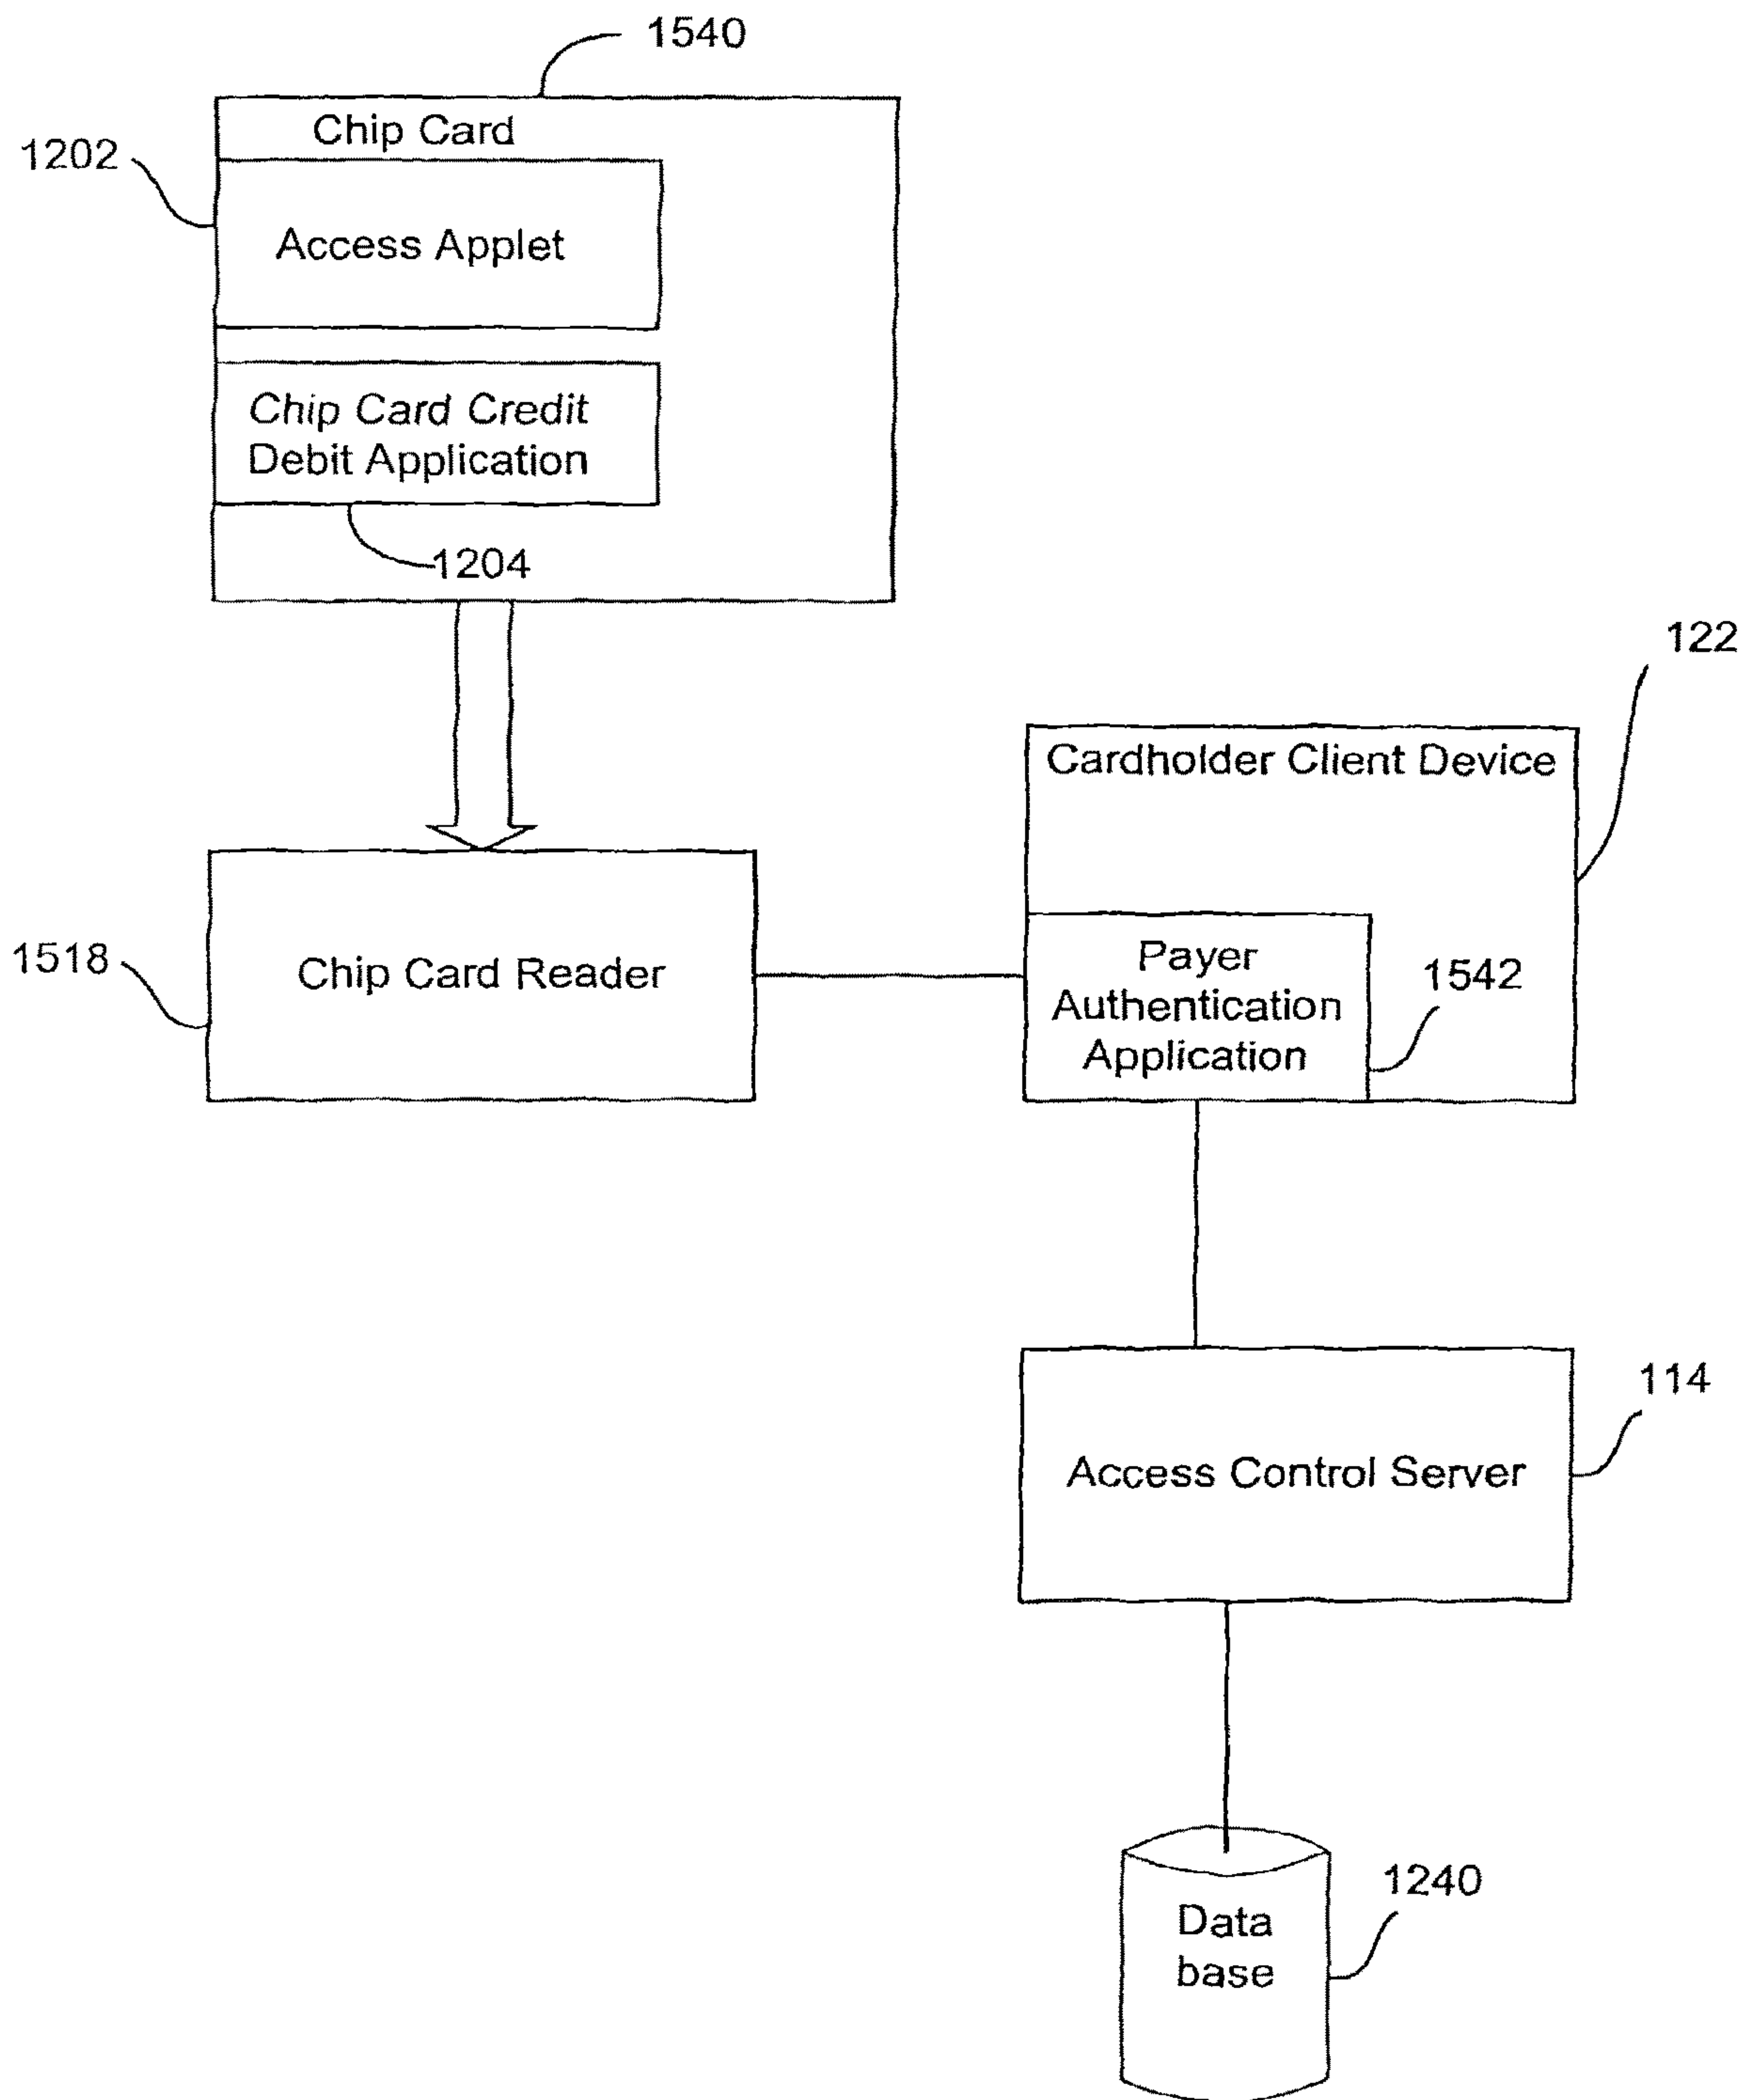 1540
Chip Card
1202
Access Applet
Chip Card Credit
Debit Application
1204
122
Cardholder Client Device
1518
Chip Card Reader
Payer
Authentication
Application
1542
114
Access Control Server
1240
Data
base